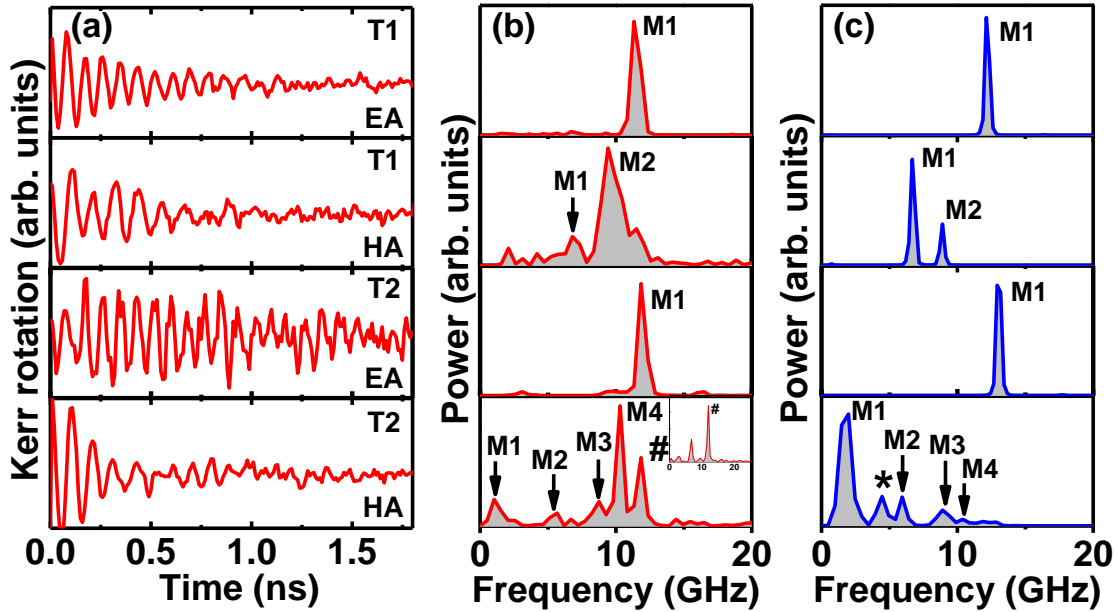 (a)
T1
EA
T1
HA
T2
EA
T2
HA
Kerr rotation (arb. units)
0.0 0.5 1.0 1.5
Time (ns)
(b)
M1
M1
M2
M1
M1
M2
M3
M4
#
#
0 10 20
Power (arb. units)
0 10 20
Frequency (GHz)
(c)
M1
M1
M2
M1
M1
*
M2
M3
M4
Power (arb. units)
0 10 20
Frequency (GHz)